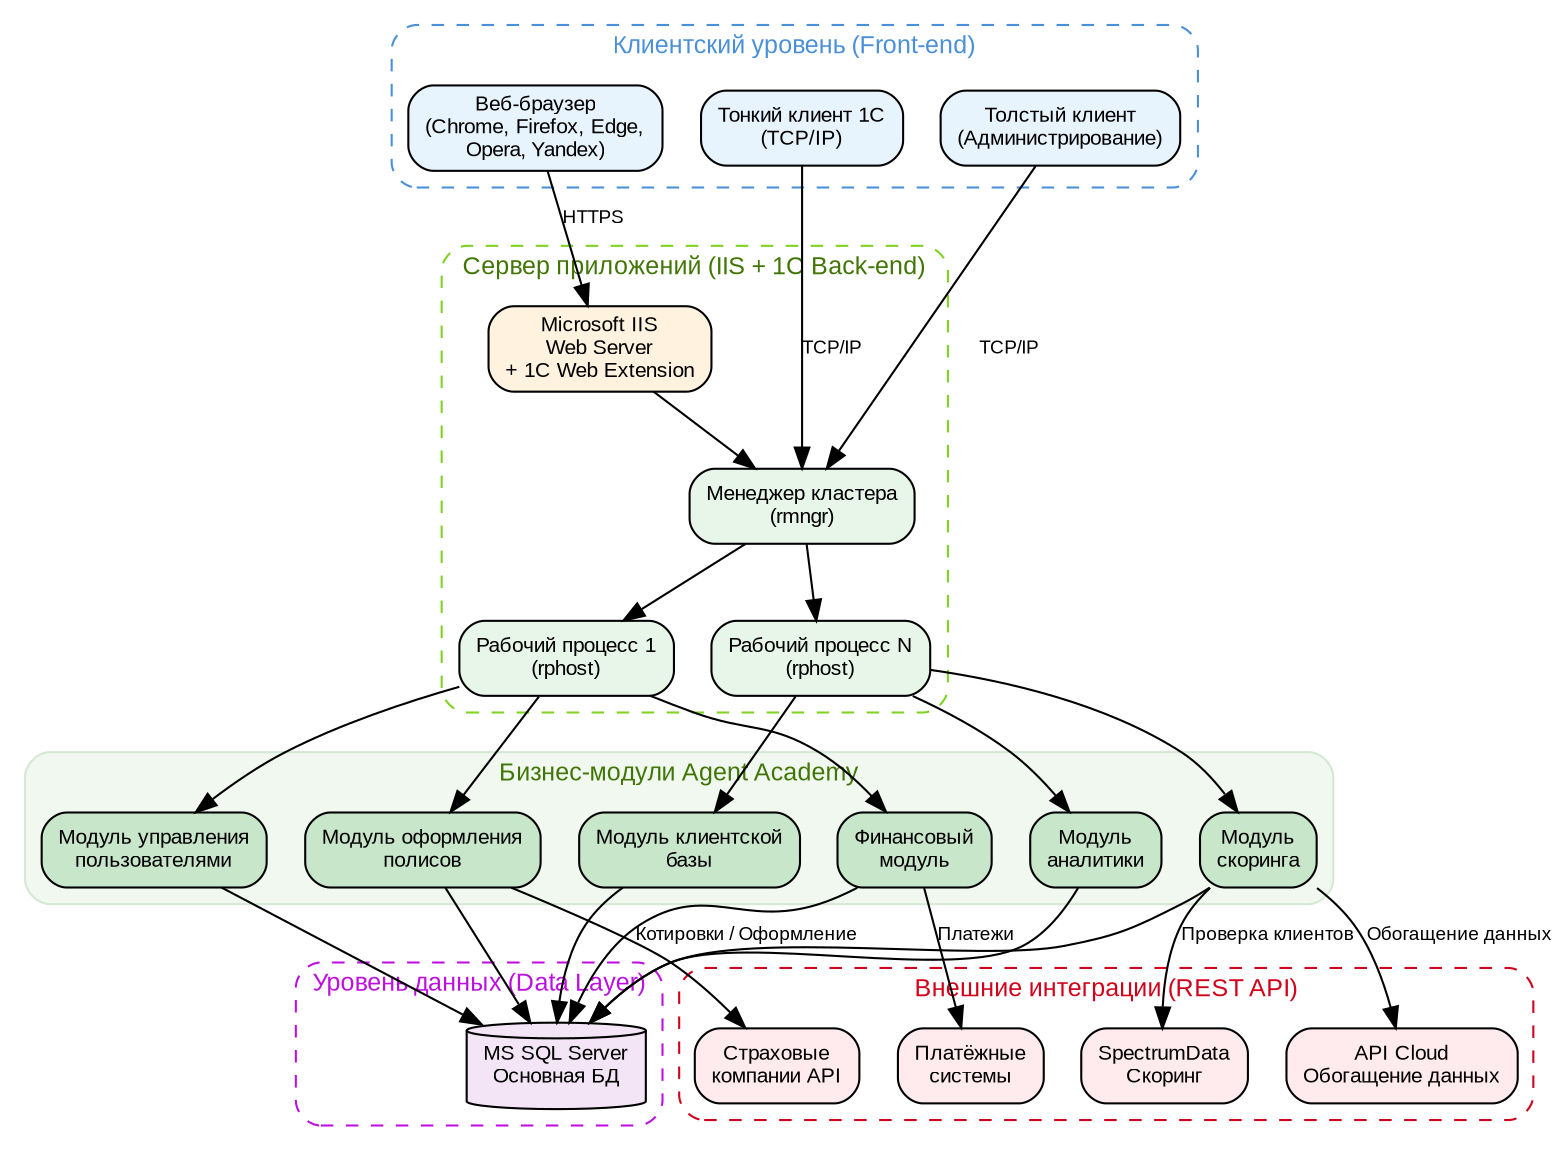 Клиентский уровень (Front-end)
Веб-браузер
(Chrome, Firefox, Edge,
Opera, Yandex)
Тонкий клиент 1С
(TCP/IP)
Толстый клиент
(Администрирование)
HTTPS
Сервер приложений (IIS + 1C Back-end)
Microsoft IIS
Web Server
+ 1C Web Extension
TCP/IP
TCP/IP
Менеджер кластера
(rmngr)
Рабочий процесс 1
(rphost)
Рабочий процесс N
(rphost)
Бизнес-модули Agent Academy
Модуль управления
пользователями
Модуль оформления
полисов
Модуль клиентской
базы
Финансовый
модуль
Модуль
аналитики
Модуль
скоринга
Котировки / Оформление
Платежи
Проверка клиентов
Обогащение данных
Уровень данных (Data Layer)
MS SQL Server
Основная БД
Внешние интеграции (REST API)
Страховые
компании API
Платёжные
системы
SpectrumData
Скоринг
API Cloud
Обогащение данных